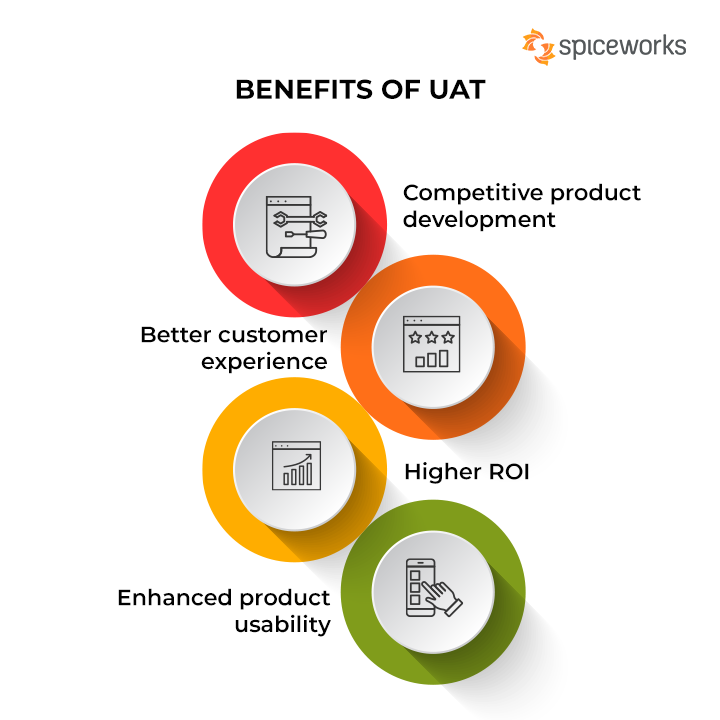 spiceworks
BENEFITS OF UAT
Competitive product
development
Better customer
experience
Higher ROI
Enhanced product
usability